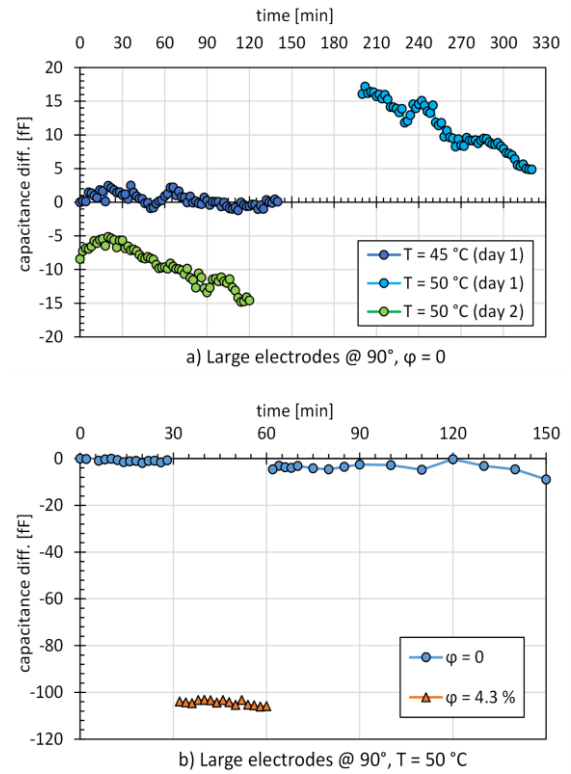 time [min]
0 30 60 90 120 150 180 210 240 270 300 330
20
15
10
5
0
-5
-10
-15
-20
capacitance diff. [fF]
T = 45 °C (day 1)
T = 50 °C (day 1)
T = 50 °C (day 2)
a) Large electrodes @ 90°, φ = 0
time [min]
0 30 60 90 120 150
0
-20
-40
-60
-80
-100
-120
capacitance diff. [fF]
φ = 0
φ = 4.3 %
b) Large electrodes @ 90°, T = 50 °C